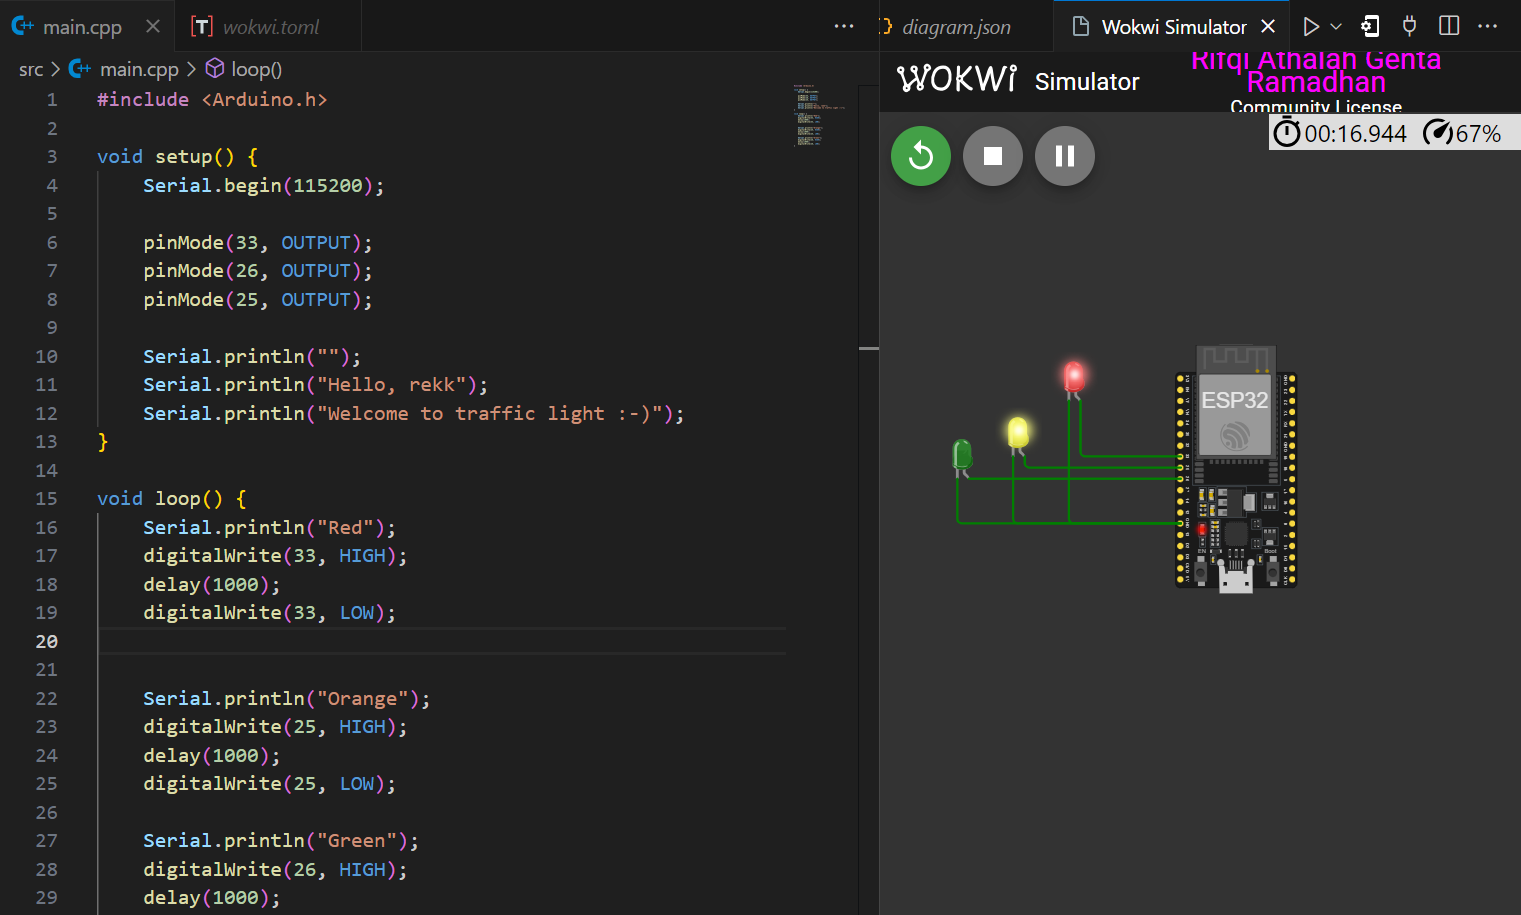 main.cpp
wokwi.toml
diagram.json
Wokwi Simulator
src > main.cpp > loop()
1 #include <Arduino.h>
2
3 void setup() {
4 Serial.begin(115200);
5
6 pinMode(33, OUTPUT);
7 pinMode(26, OUTPUT);
8 pinMode(25, OUTPUT);
9
10 Serial.println("");
11 Serial.println("Hello, rekk");
12 Serial.println("Welcome to traffic light :-)");
13 }
14
15 void loop() {
16 Serial.println("Red");
17 digitalWrite(33, HIGH);
18 delay(1000);
19 digitalWrite(33, LOW);
20
21
22 Serial.println("Orange");
23 digitalWrite(25, HIGH);
24 delay(1000);
25 digitalWrite(25, LOW);
26
27 Serial.println("Green");
28 digitalWrite(26, HIGH);
29 delay(1000);
WOKWi Simulator
Rifqi Athalah Genta
Ramadhan
Community License
00:16.944 67%
ESP32
EN
Boot